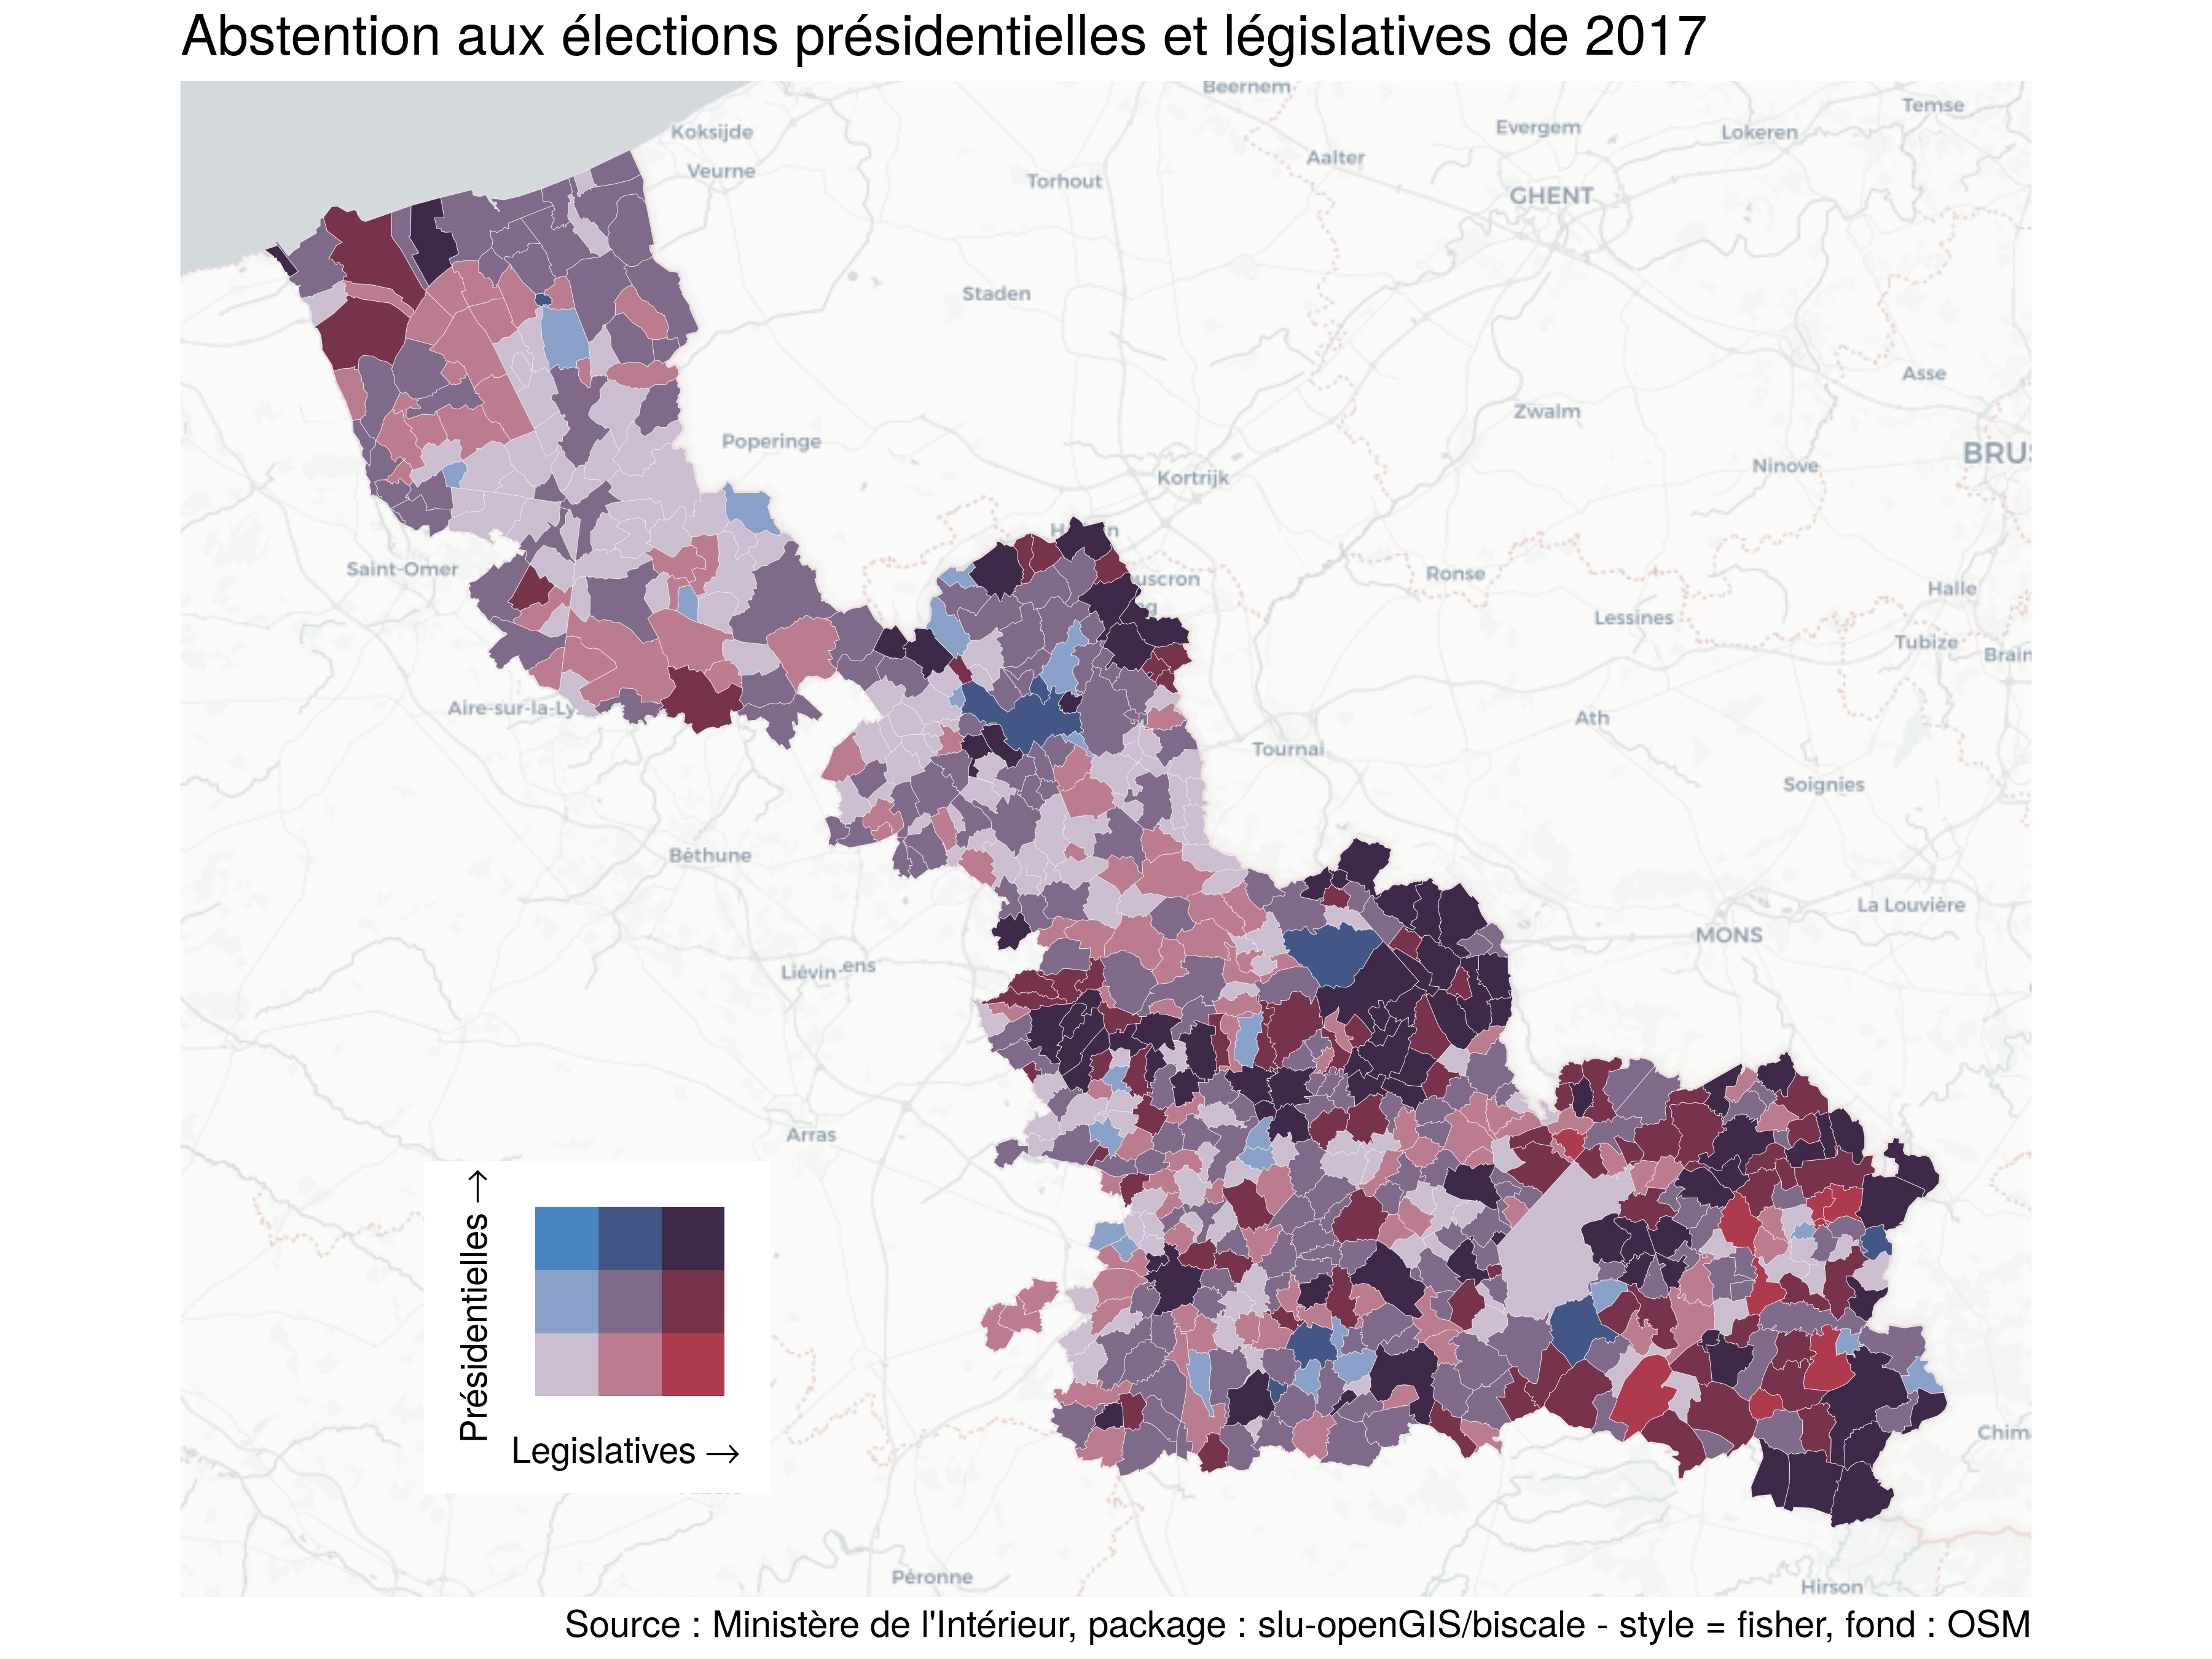 Abstention aux élections présidentielles et législatives de 2017
Beernem
Temse
Koksijde
Evergem
Lokeren
Veurne
Aalter
Torhout
GHENT
Staden
Asse
Zwalm
Poperinge
BRU
Ninove
Kortrijk
Saint-Omer
Ronse
uscron
Halle
Lessines
Tubize
Brain
Aire-sur-la-Ly
Ath
Tournai
Soignies
Béthune
La Louvière
MONS
Liévin
ens
Arras
Présidentielles →
Legislatives →
Chim
Péronne
Hirson
Source : Ministère de l'Intérieur, package : slu-openGIS/biscale - style = fisher, fond : OSM